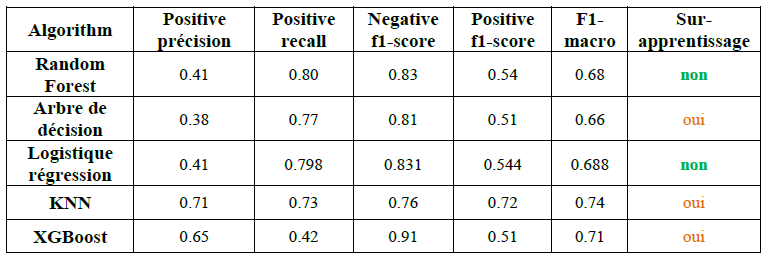 Algorithm Positive précision Positive recall Negative f1-score Positive f1-score F1-macro Sur-apprentissage
Random Forest 0.41 0.80 0.83 0.54 0.68 non
Arbre de décision 0.38 0.77 0.81 0.51 0.66 oui
Logistique régression 0.41 0.798 0.831 0.544 0.688 non
KNN 0.71 0.73 0.76 0.72 0.74 oui
XGBoost 0.65 0.42 0.91 0.51 0.71 oui